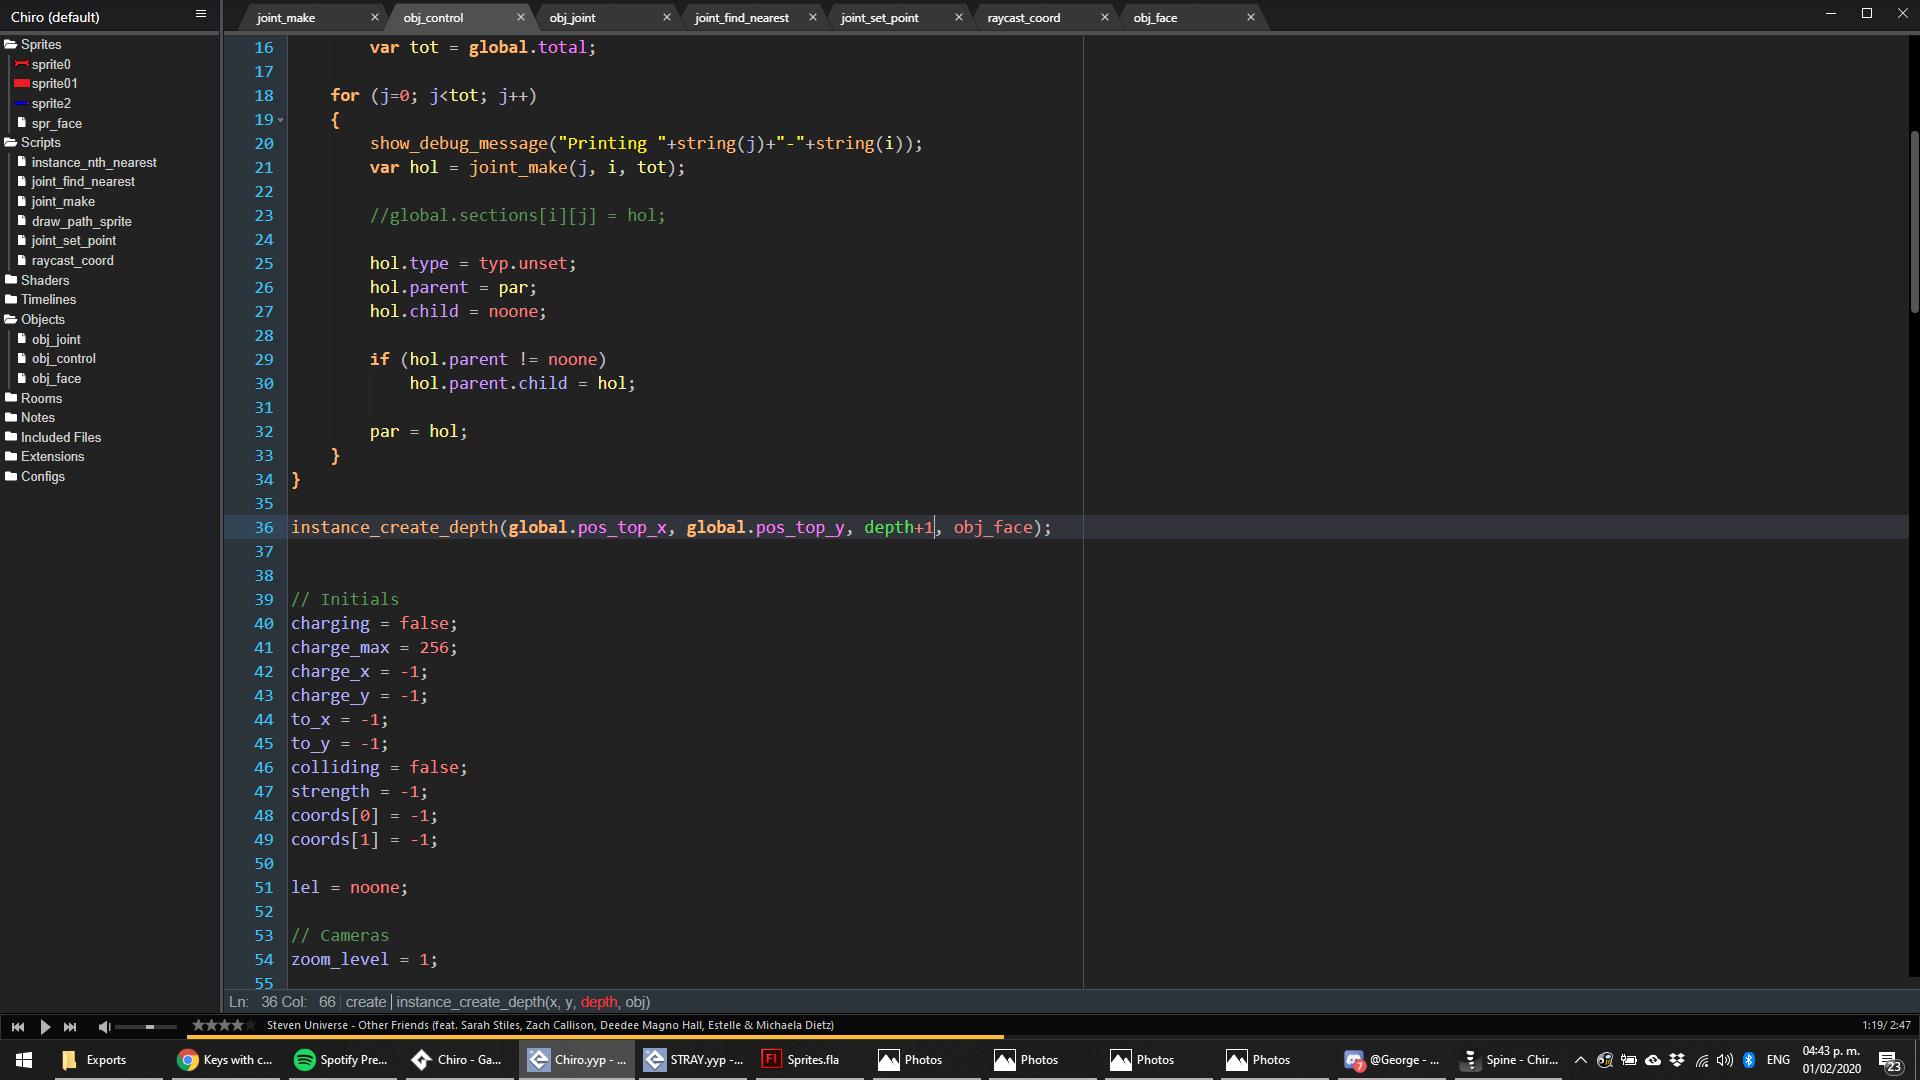 Chiro (default)
joint_make
obj_control
obj_joint
joint_find_nearest
joint_set_point
raycast_coord
obj_face
Sprites
sprite0
sprite01
sprite2
spr_face
Scripts
instance_nth_nearest
joint_find_nearest
joint_make
draw_path_sprite
joint_set_point
raycast_coord
Shaders
Timelines
Objects
obj_joint
obj_control
obj_face
Rooms
Notes
Included Files
Extensions
Configs
16 var tot = global.total;
17
18 for (j=0; j<tot; j++)
19 {
20 show_debug_message("Printing "+string(j)+"-"+string(i));
21 var hol = joint_make(j, i, tot);
22
23 //global.sections[i][j] = hol;
24
25 hol.type = typ.unset;
26 hol.parent = par;
27 hol.child = noone;
28
29 if (hol.parent != noone)
30 hol.parent.child = hol;
31
32 par = hol;
33 }
34 }
35
36 instance_create_depth(global.pos_top_x, global.pos_top_y, depth+1, obj_face);
37
38
39 // Initials
40 charging = false;
41 charge_max = 256;
42 charge_x = -1;
43 charge_y = -1;
44 to_x = -1;
45 to_y = -1;
46 colliding = false;
47 strength = -1;
48 coords[0] = -1;
49 coords[1] = -1;
50
51 lel = noone;
52
53 // Cameras
54 zoom_level = 1;
55
Ln: 36 Col: 66 create instance_create_depth(x, y, depth, obj)
Steven Universe - Other Friends (feat. Sarah Stiles, Zach Callison, Deedee Magno Hall, Estelle & Michaela Dietz)
1:19/ 2:47
Exports
Keys with c...
Spotify Pre...
Chiro - Ga...
Chiro.yyp - ...
STRAY.yyp -...
Fl Sprites.fla
Photos
Photos
Photos
Photos
7 @George - ...
Spine - Chir...
ENG
04:43 p. m.
01/02/2020
23